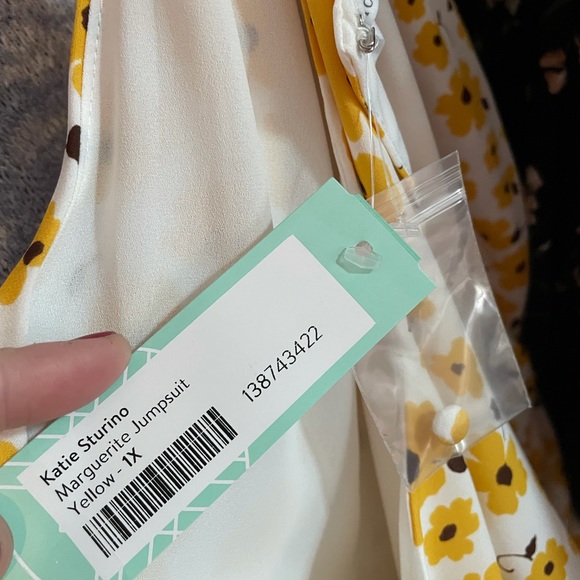 Katie Sturino
Marguerite Jumpsuit
Yellow - 1X
138743422